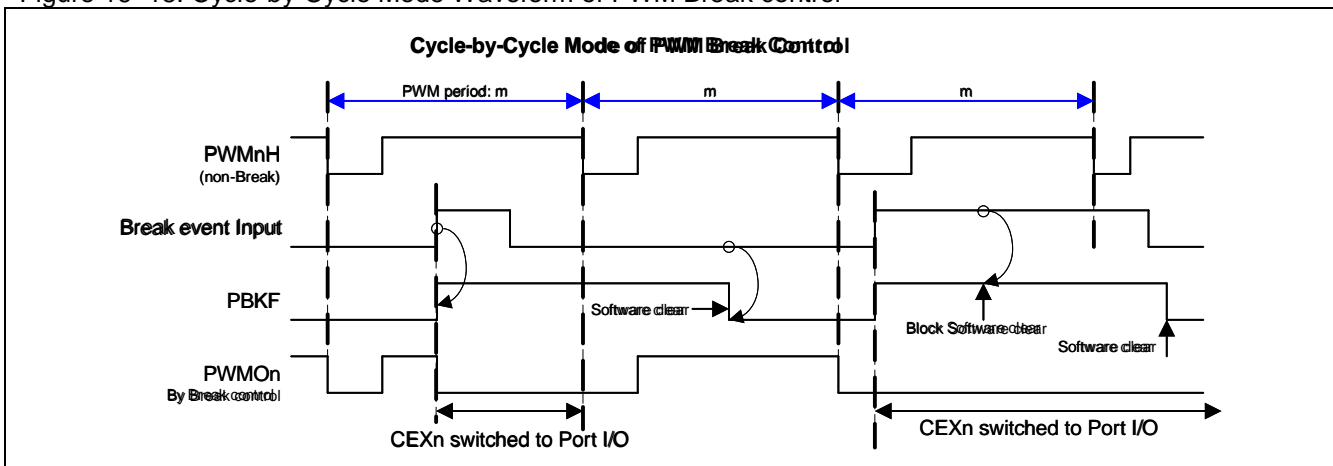 Figure 16-16. Cycle-by-Cycle Mode Waveform of PWM Break control
Cycle-by-Cycle Mode of PWM Break Control
PWM period: m
m
m
PWMnH
(non-Break)
Break event Input
PBKF
Software clear
Block Software clear
Software clear
PWMOn
By Break control
CEXn switched to Port I/O
CEXn switched to Port I/O